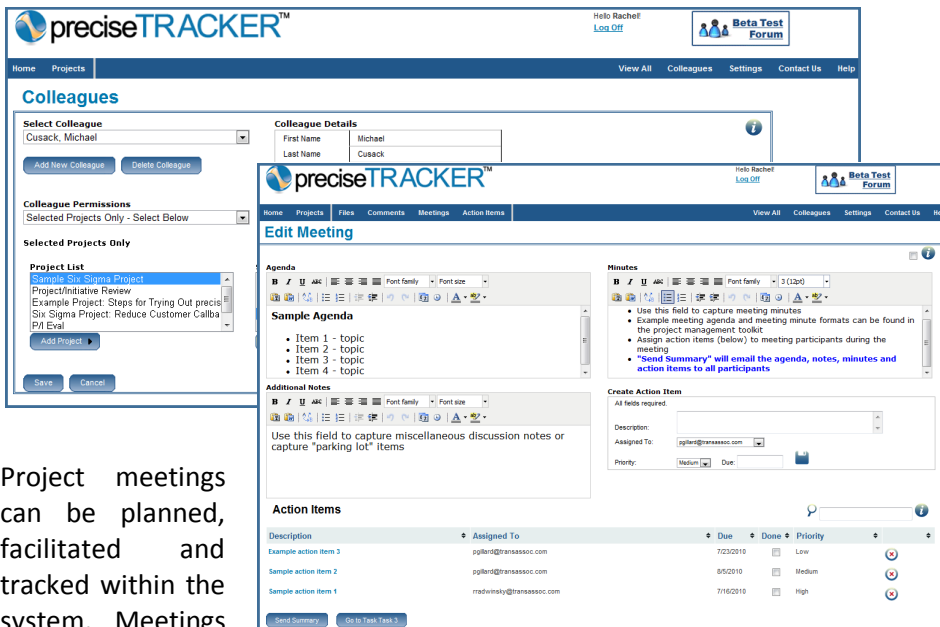 preciseTRACKER™
Hello Rachel!
Log Off
Beta Test
Forum
Home Projects View All Colleagues Settings Contact Us Help
Colleagues
Select Colleague
Cusack, Michael
Add New Colleague Delete Colleague
Colleague Permissions
Selected Projects Only - Select Below
Selected Projects Only
Project List
Sample Six Sigma Project
Project/Initiative Review
Example Project: Steps for Trying Out precis
Six Sigma Project: Reduce Customer Callba
P/I Eval
Add Project
Save Cancel
Colleague Details
First Name Michael
Last Name Cusack
preciseTRACKER™
Hello Rachel!
Log Off
Beta Test
Forum
Home Projects Files Comments Meetings Action Items View All Colleagues Settings Contact Us He
Edit Meeting
Agenda
B I U ABC Font family Font size
Sample Agenda
• Item 1 - topic
• Item 2 - topic
• Item 3 - topic
• Item 4 - topic
Additional Notes
B I U ABC Font family Font size
Use this field to capture miscellaneous discussion notes or
capture "parking lot" items
Minutes
B I U ABC Font family 3 (12pt)
• Use this field to capture meeting minutes
• Example meeting agenda and meeting minute formats can be found in
the project management toolkit
• Assign action items (below) to meeting participants during the
meeting
• "Send Summary" will email the agenda, notes, minutes and
action items to all participants
Create Action Item
All fields required.
Description:
Assigned To: pgillard@transassoc.com
Priority: Medium Due:
Action Items
Description Assigned To Due Done Priority
Example action item 3 pgillard@transassoc.com 7/23/2010 Low
Sample action item 2 pgillard@transassoc.com 8/5/2010 Medium
Sample action item 1 rradwinsky@transassoc.com 7/16/2010 High
Send Summary Go to Task Task 3
Project meetings
can be planned,
facilitated and
tracked within the
system. Meetings